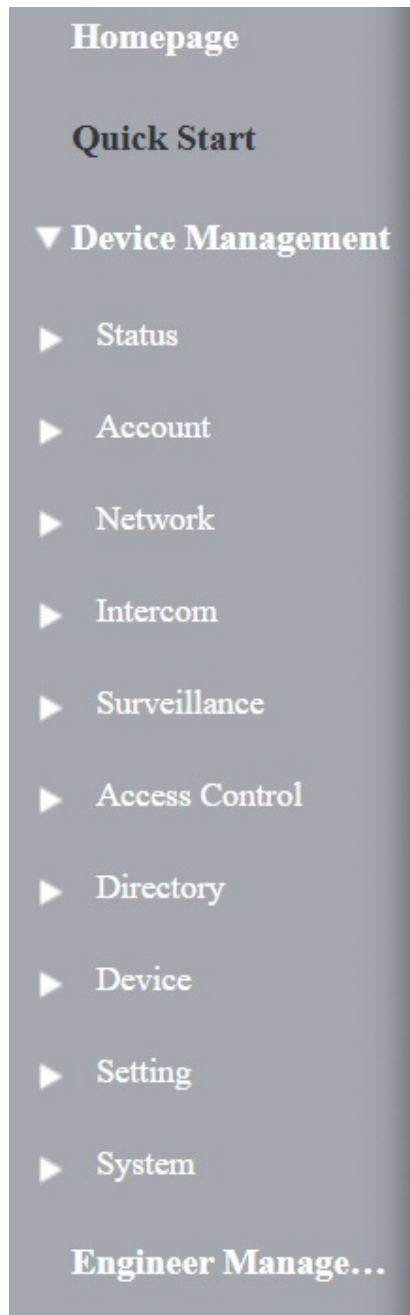 Homepage
Quick Start
Device Management
Status
Account
Network
Intercom
Surveillance
Access Control
Directory
Device
Setting
System
Engineer Manage...